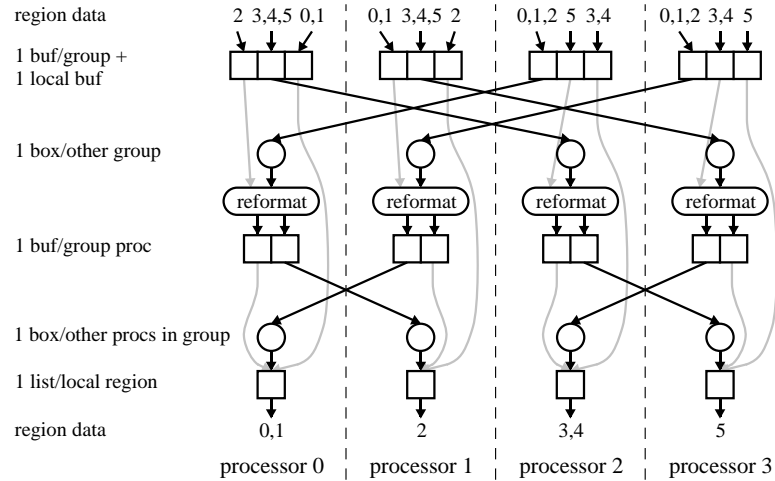 region data 2 3,4,5 0,1 0,1 3,4,5 2 0,1,2 5 3,4 0,1,2 3,4 5
1 buf/group +
1 local buf
1 box/other group
reformat reformat reformat reformat
1 buf/group proc
1 box/other procs in group
1 list/local region
region data 0,1 2 3,4 5
processor 0 processor 1 processor 2 processor 3